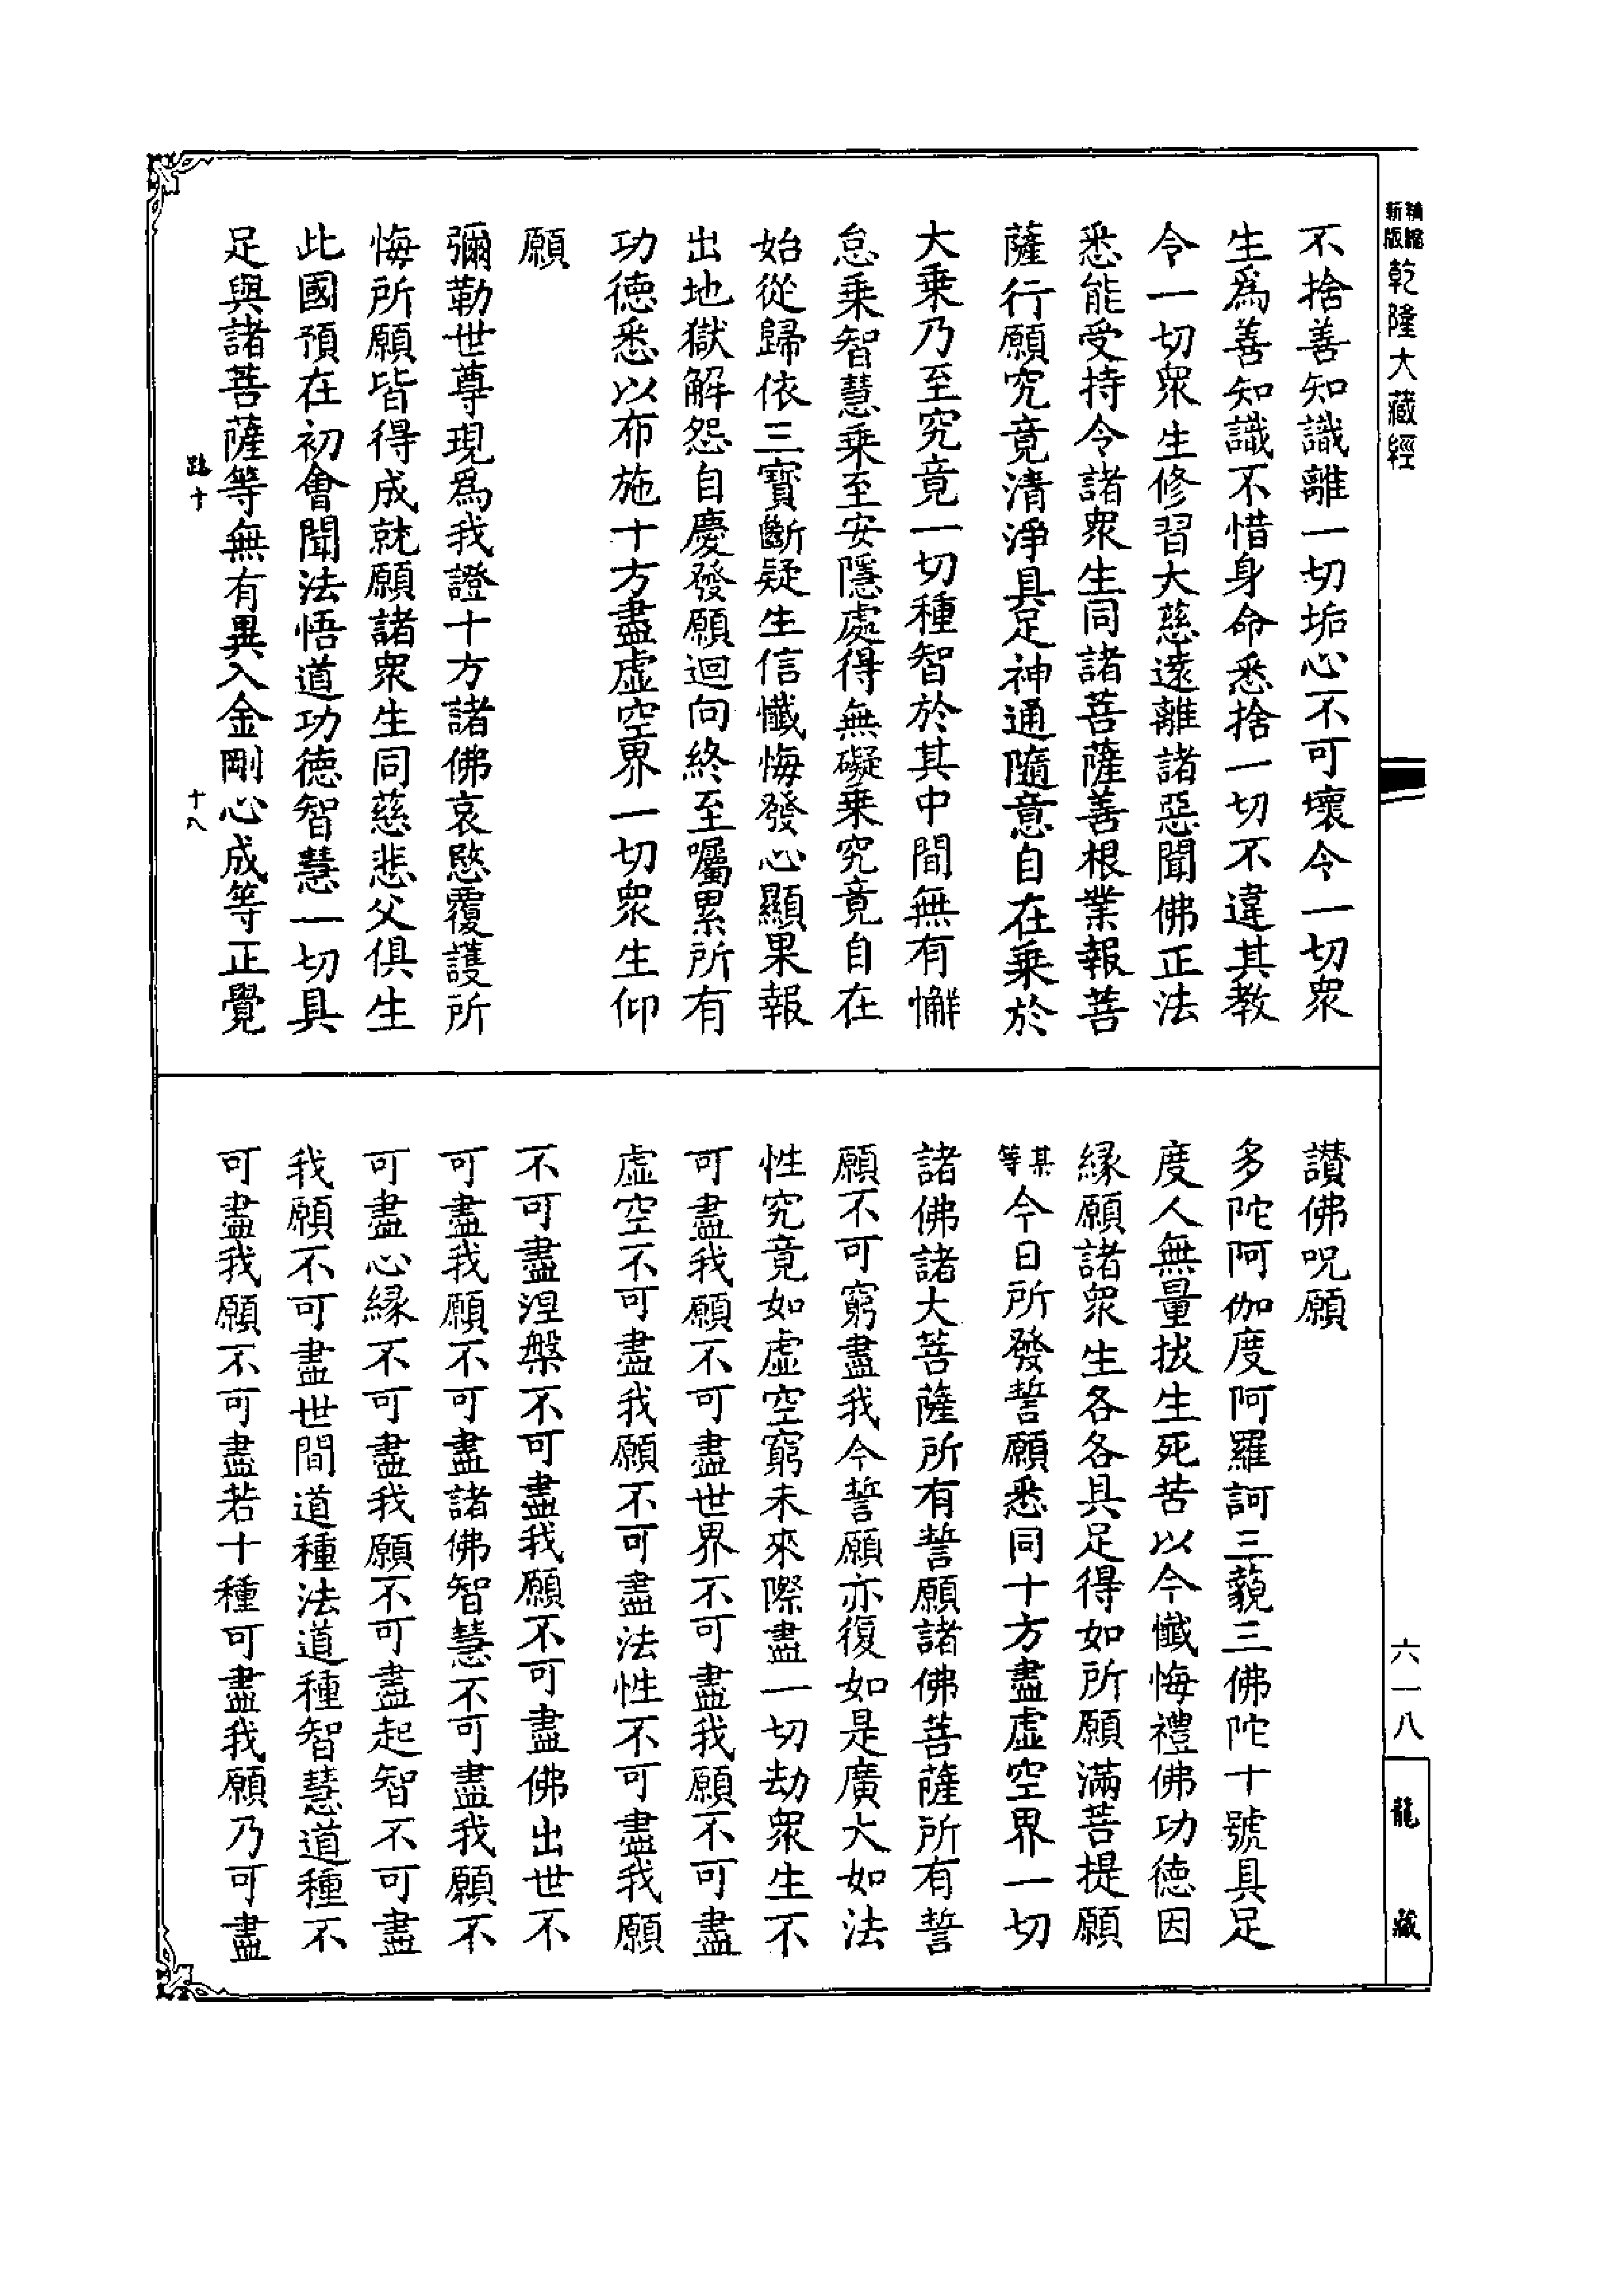 新版精縮乾隆大藏經
不捨善知識離一切垢心不可壞令一切衆
生爲善知識不惜身命悉捨一切不違其教
令一切衆生修習大慈遠離諸惡聞佛正法
悉能受持令諸衆生同諸菩薩善根業報菩
薩行願究竟清淨具足神通隨意自在乗於
大乗乃至究竟一切種智於其中間無有懈
怠乗智慧乗至安隱處得無礙乗究竟自在
始從歸依三寶斷疑生信懺悔發心顯果報
出地獄解怨自慶發願迴向終至囑累所有
功德悉以布施十方盡虛空界一切衆生仰
願
彌勒世尊現爲我證十方諸佛哀愍覆護所
悔所願皆得成就願諸衆生同慈悲父俱生
此國預在初會聞法悟道功德智慧一切具
足與諸菩薩等無有異入金剛心成等正覺
路十
十八
讃佛呪願
多陀阿伽度阿羅訶三藐三佛陀十號具足
度人無量拔生死苦以今懺悔禮佛功德因
緣願諸衆生各各具足得如所願滿菩提願
某等今日所發誓願悉同十方盡虛空界一切
諸佛諸大菩薩所有誓願諸佛菩薩所有誓
願不可窮盡我今誓願亦復如是廣大如法
性究竟如虛空窮未來際盡一切劫衆生不
可盡我願不可盡世界不可盡我願不可盡
虛空不可盡我願不可盡法性不可盡我願
不可盡涅槃不可盡我願不可盡佛出世不
可盡我願不可盡諸佛智慧不可盡我願不
可盡心緣不可盡我願不可盡起智不可盡
我願不可盡世間道種法道種智慧道種不
可盡我願不可盡若十種可盡我願乃可盡
六一八
龍藏